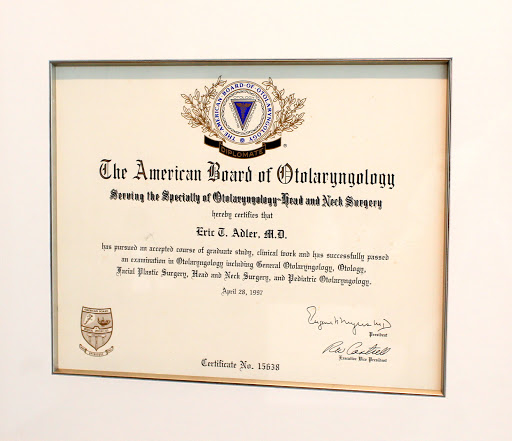 THE AMERICAN BOARD OF OTOLARYNGOLOGY
DIPLOMATE
The American Board of Otolaryngology
Serving the Specialty of Otolaryngology-Head and Neck Surgery
hereby certifies that
Eric T. Adler, M.D.
has pursued an accepted course of graduate study, clinical work and has successfully passed
an examination in Otolaryngology including General Otolaryngology, Otology,
Facial Plastic Surgery, Head and Neck Surgery, and Pediatric Otolaryngology.
April 28, 1997
President
Executive Vice President
Certificate No. 15638